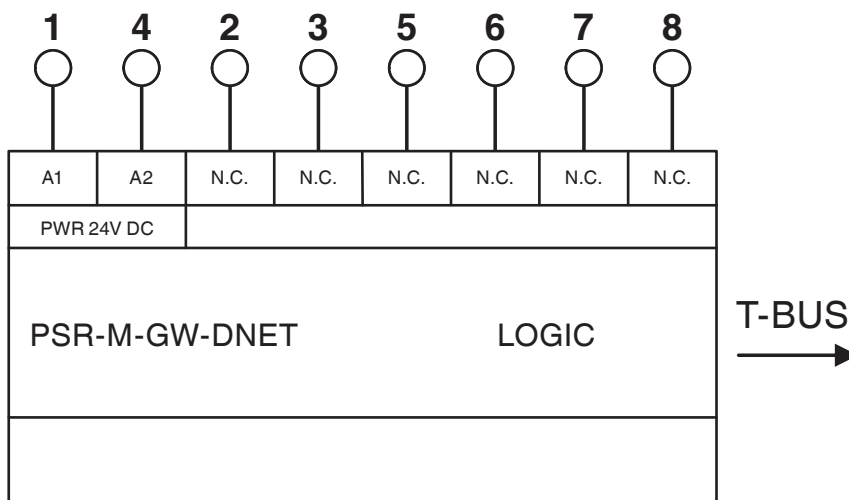 1 4 2 3 5 6 7 8
A1 A2 N.C. N.C. N.C. N.C. N.C. N.C.
PWR 24V DC
PSR-M-GW-DNET LOGIC
T-BUS